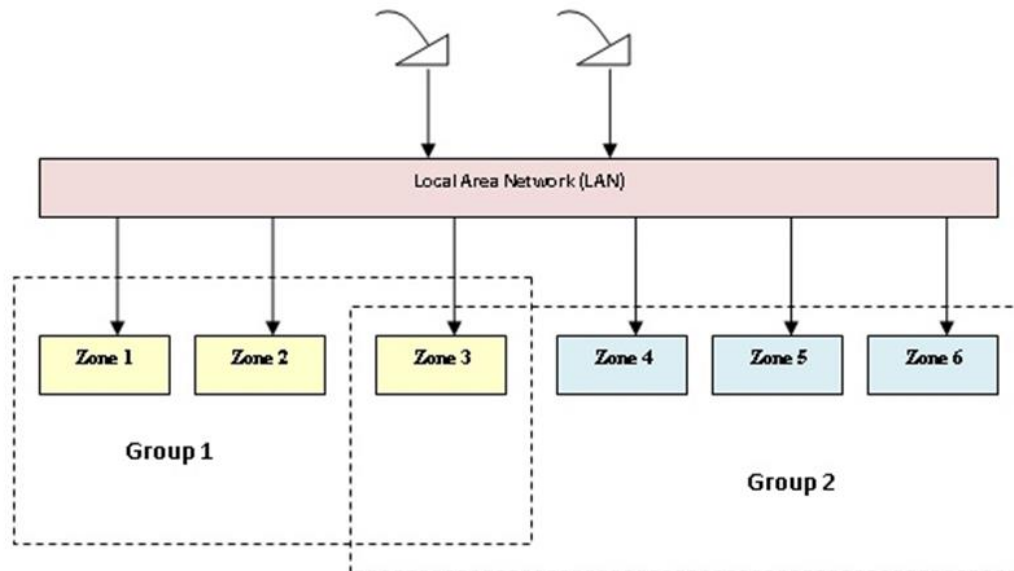 Local Area Network (LAN)
Zone 1
Zone 2
Zone 3
Zone 4
Zone 5
Zone 6
Group 1
Group 2